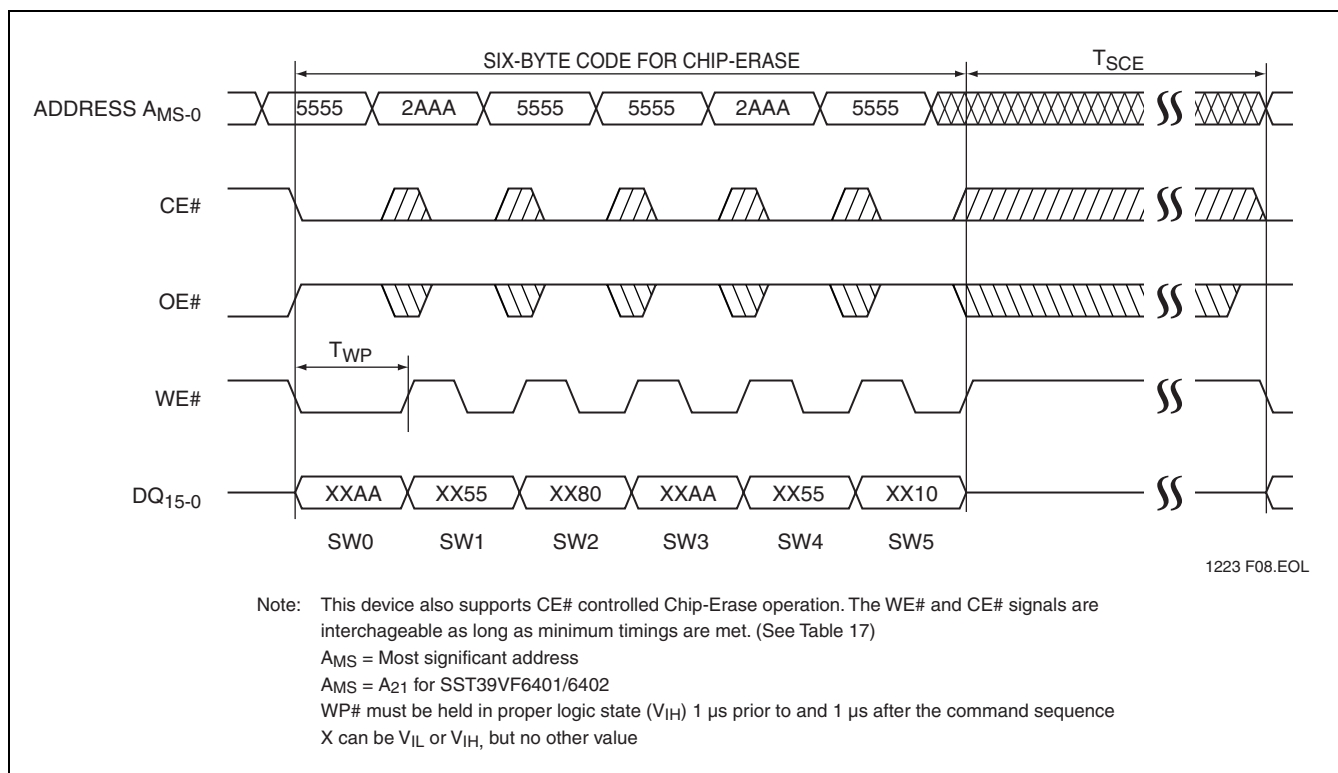 SIX-BYTE CODE FOR CHIP-ERASE
TSCE
ADDRESS AMS-0
5555 2AAA 5555 5555 2AAA 5555
CE#
OE#
TWP
WE#
DQ15-0
XXAA XX55 XX80 XXAA XX55 XX10
SW0 SW1 SW2 SW3 SW4 SW5
1223 F08.EOL
Note: This device also supports CE# controlled Chip-Erase operation. The WE# and CE# signals are
interchageable as long as minimum timings are met. (See Table 17)
AMS = Most significant address
AMS = A21 for SST39VF6401/6402
WP# must be held in proper logic state (VIH) 1 µs prior to and 1 µs after the command sequence
X can be VIL or VIH, but no other value